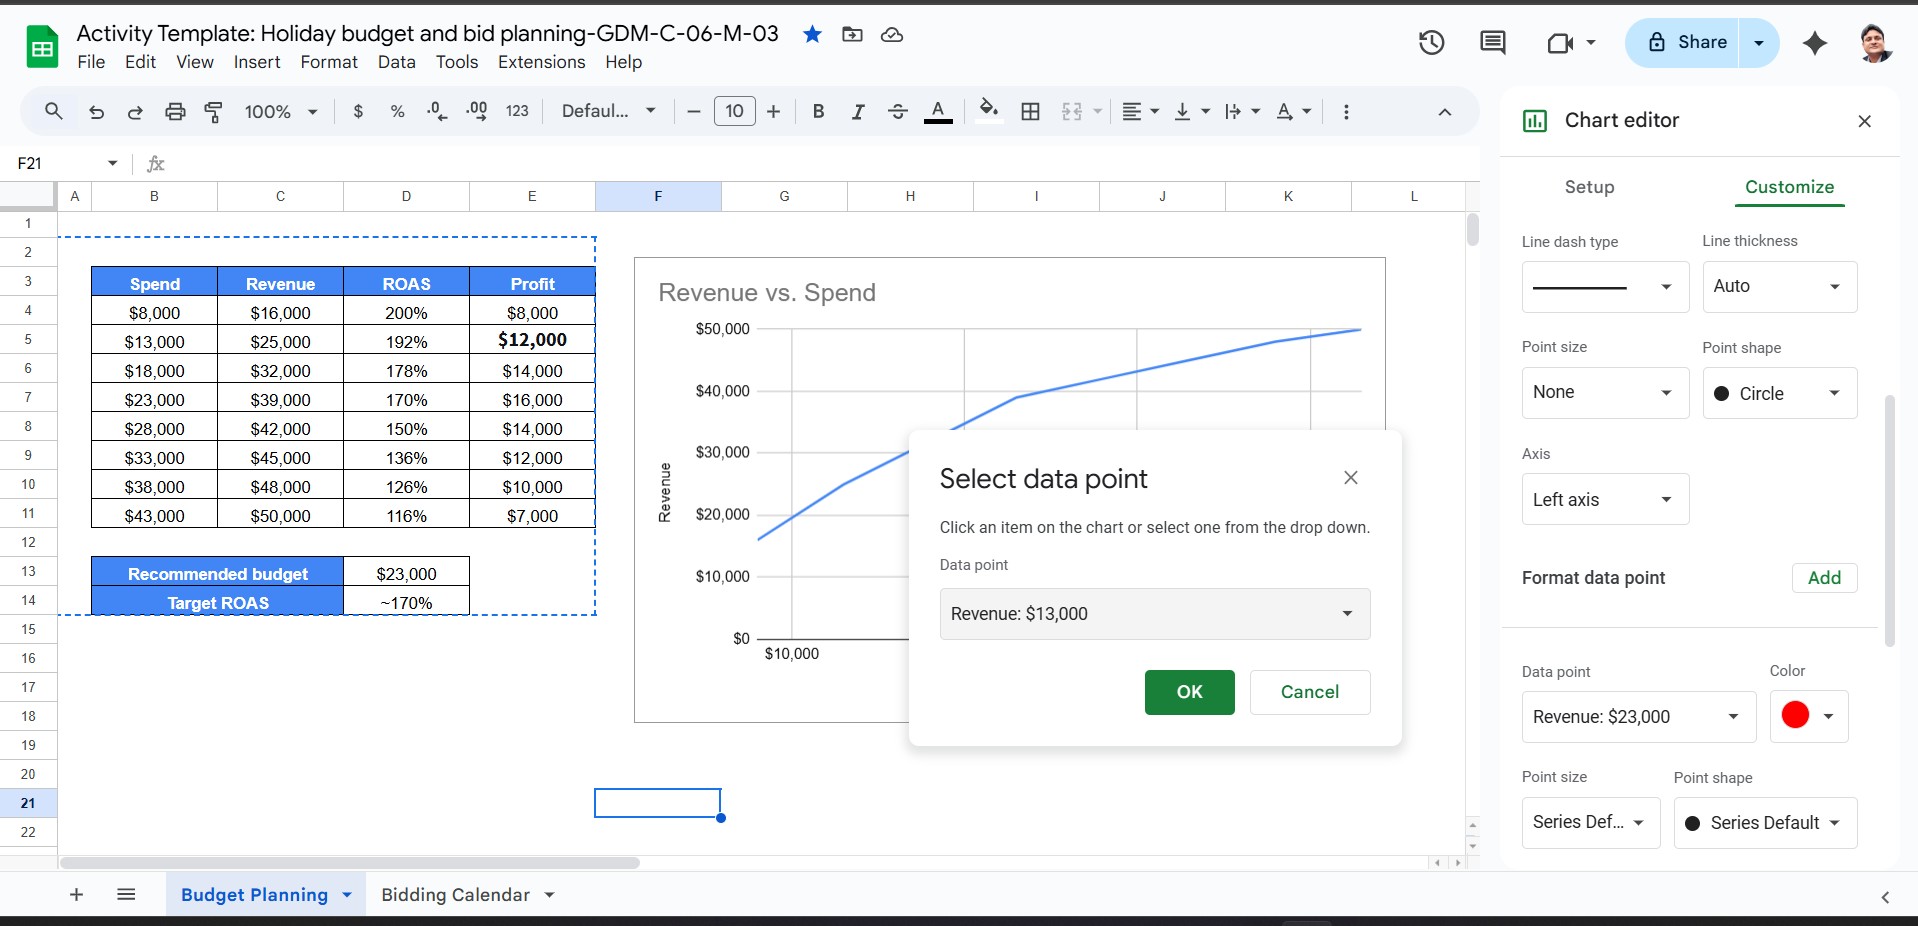 Activity Template: Holiday budget and bid planning-GDM-C-06-M-03
File Edit View Insert Format Data Tools Extensions Help
Share
100% $ % .0 .00 123 Defaul... − 10 + B I S A
F21 fx
A B C D E F G H I J K L
1
2
3 Spend Revenue ROAS Profit
4 $8,000 $16,000 200% $8,000
5 $13,000 $25,000 192% $12,000
6 $18,000 $32,000 178% $14,000
7 $23,000 $39,000 170% $16,000
8 $28,000 $42,000 150% $14,000
9 $33,000 $45,000 136% $12,000
10 $38,000 $48,000 126% $10,000
11 $43,000 $50,000 116% $7,000
12
13 Recommended budget $23,000
14 Target ROAS ~170%
15
16
17
18
19
20
21
22
Revenue vs. Spend
$50,000
$40,000
$30,000
$20,000
$10,000
$0
Revenue
$10,000
Select data point
Click an item on the chart or select one from the drop down.
Data point
Revenue: $13,000
OK Cancel
Chart editor
Setup Customize
Line dash type Line thickness
Auto
Point size Point shape
None Circle
Axis
Left axis
Format data point Add
Data point Color
Revenue: $23,000
Point size Point shape
Series Def... Series Default
+ Budget Planning Bidding Calendar